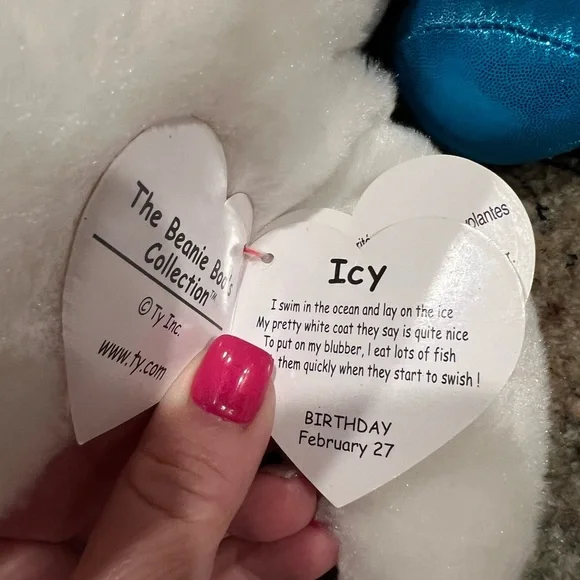 The Beanie Boo's
Collection™
© Ty Inc.
www.ty.com
Icy
I swim in the ocean and lay on the ice
My pretty white coat they say is quite nice
To put on my blubber, I eat lots of fish
them quickly when they start to swish !
BIRTHDAY
February 27